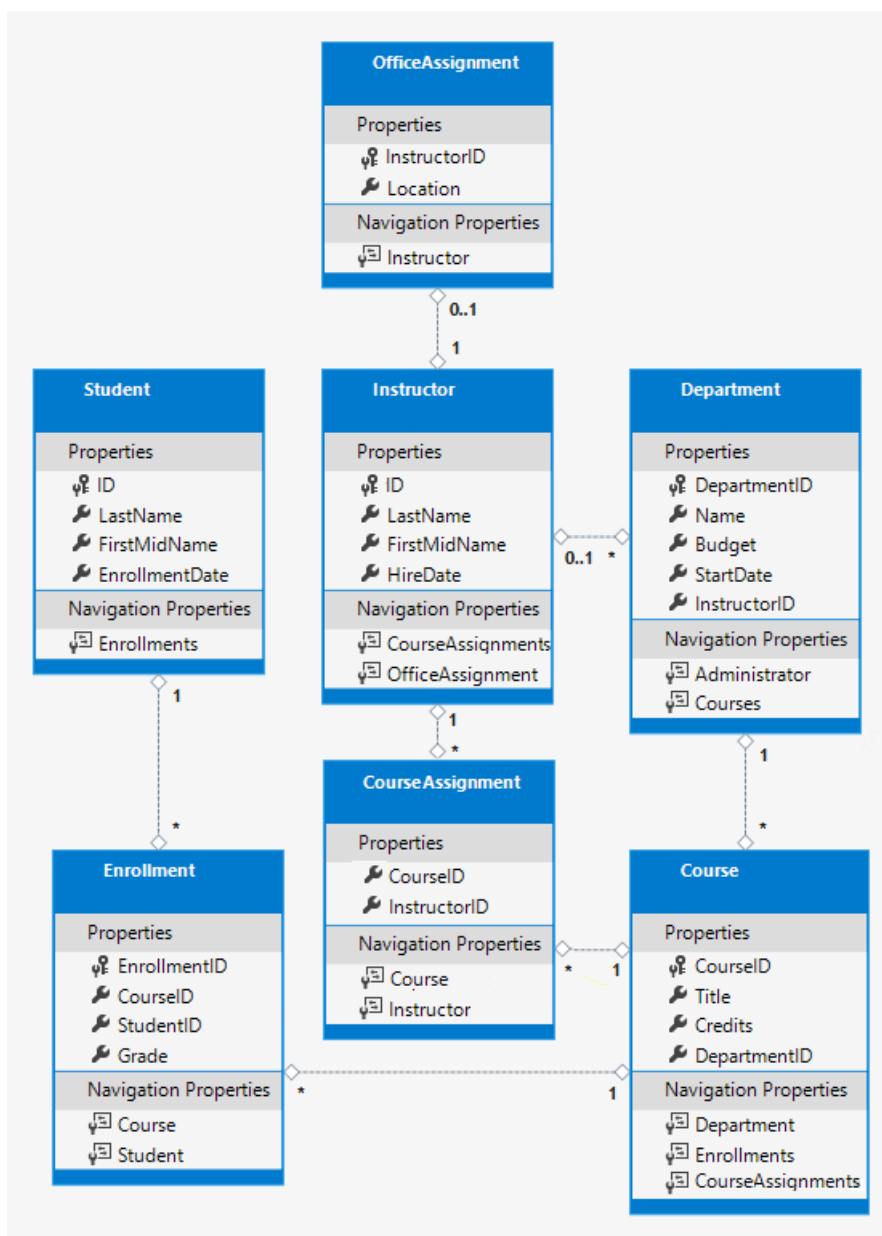 OfficeAssignment
Properties
InstructorID
Location
Navigation Properties
Instructor
0..1
1
Student
Properties
ID
LastName
FirstMidName
EnrollmentDate
Navigation Properties
Enrollments
Instructor
Properties
ID
LastName
FirstMidName
HireDate
Navigation Properties
CourseAssignments
OfficeAssignment
0..1 *
Department
Properties
DepartmentID
Name
Budget
StartDate
InstructorID
Navigation Properties
Administrator
Courses
1
*
1
*
1
*
CourseAssignment
Properties
CourseID
InstructorID
Navigation Properties
Course
Instructor
* 1
Enrollment
Properties
EnrollmentID
CourseID
StudentID
Grade
Navigation Properties
Course
Student
* 1
Course
Properties
CourseID
Title
Credits
DepartmentID
Navigation Properties
Department
Enrollments
CourseAssignments